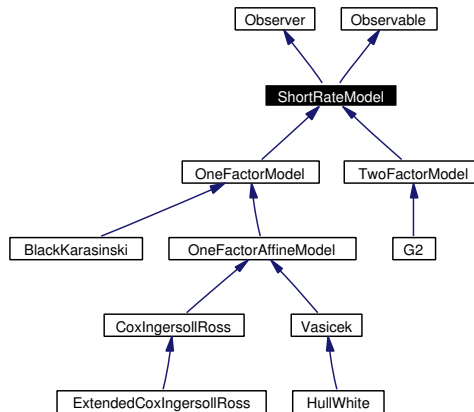 Observer
Observable
ShortRateModel
OneFactorModel
TwoFactorModel
BlackKarasinski
OneFactorAffineModel
G2
CoxIngersollRoss
Vasicek
ExtendedCoxIngersollRoss
HullWhite